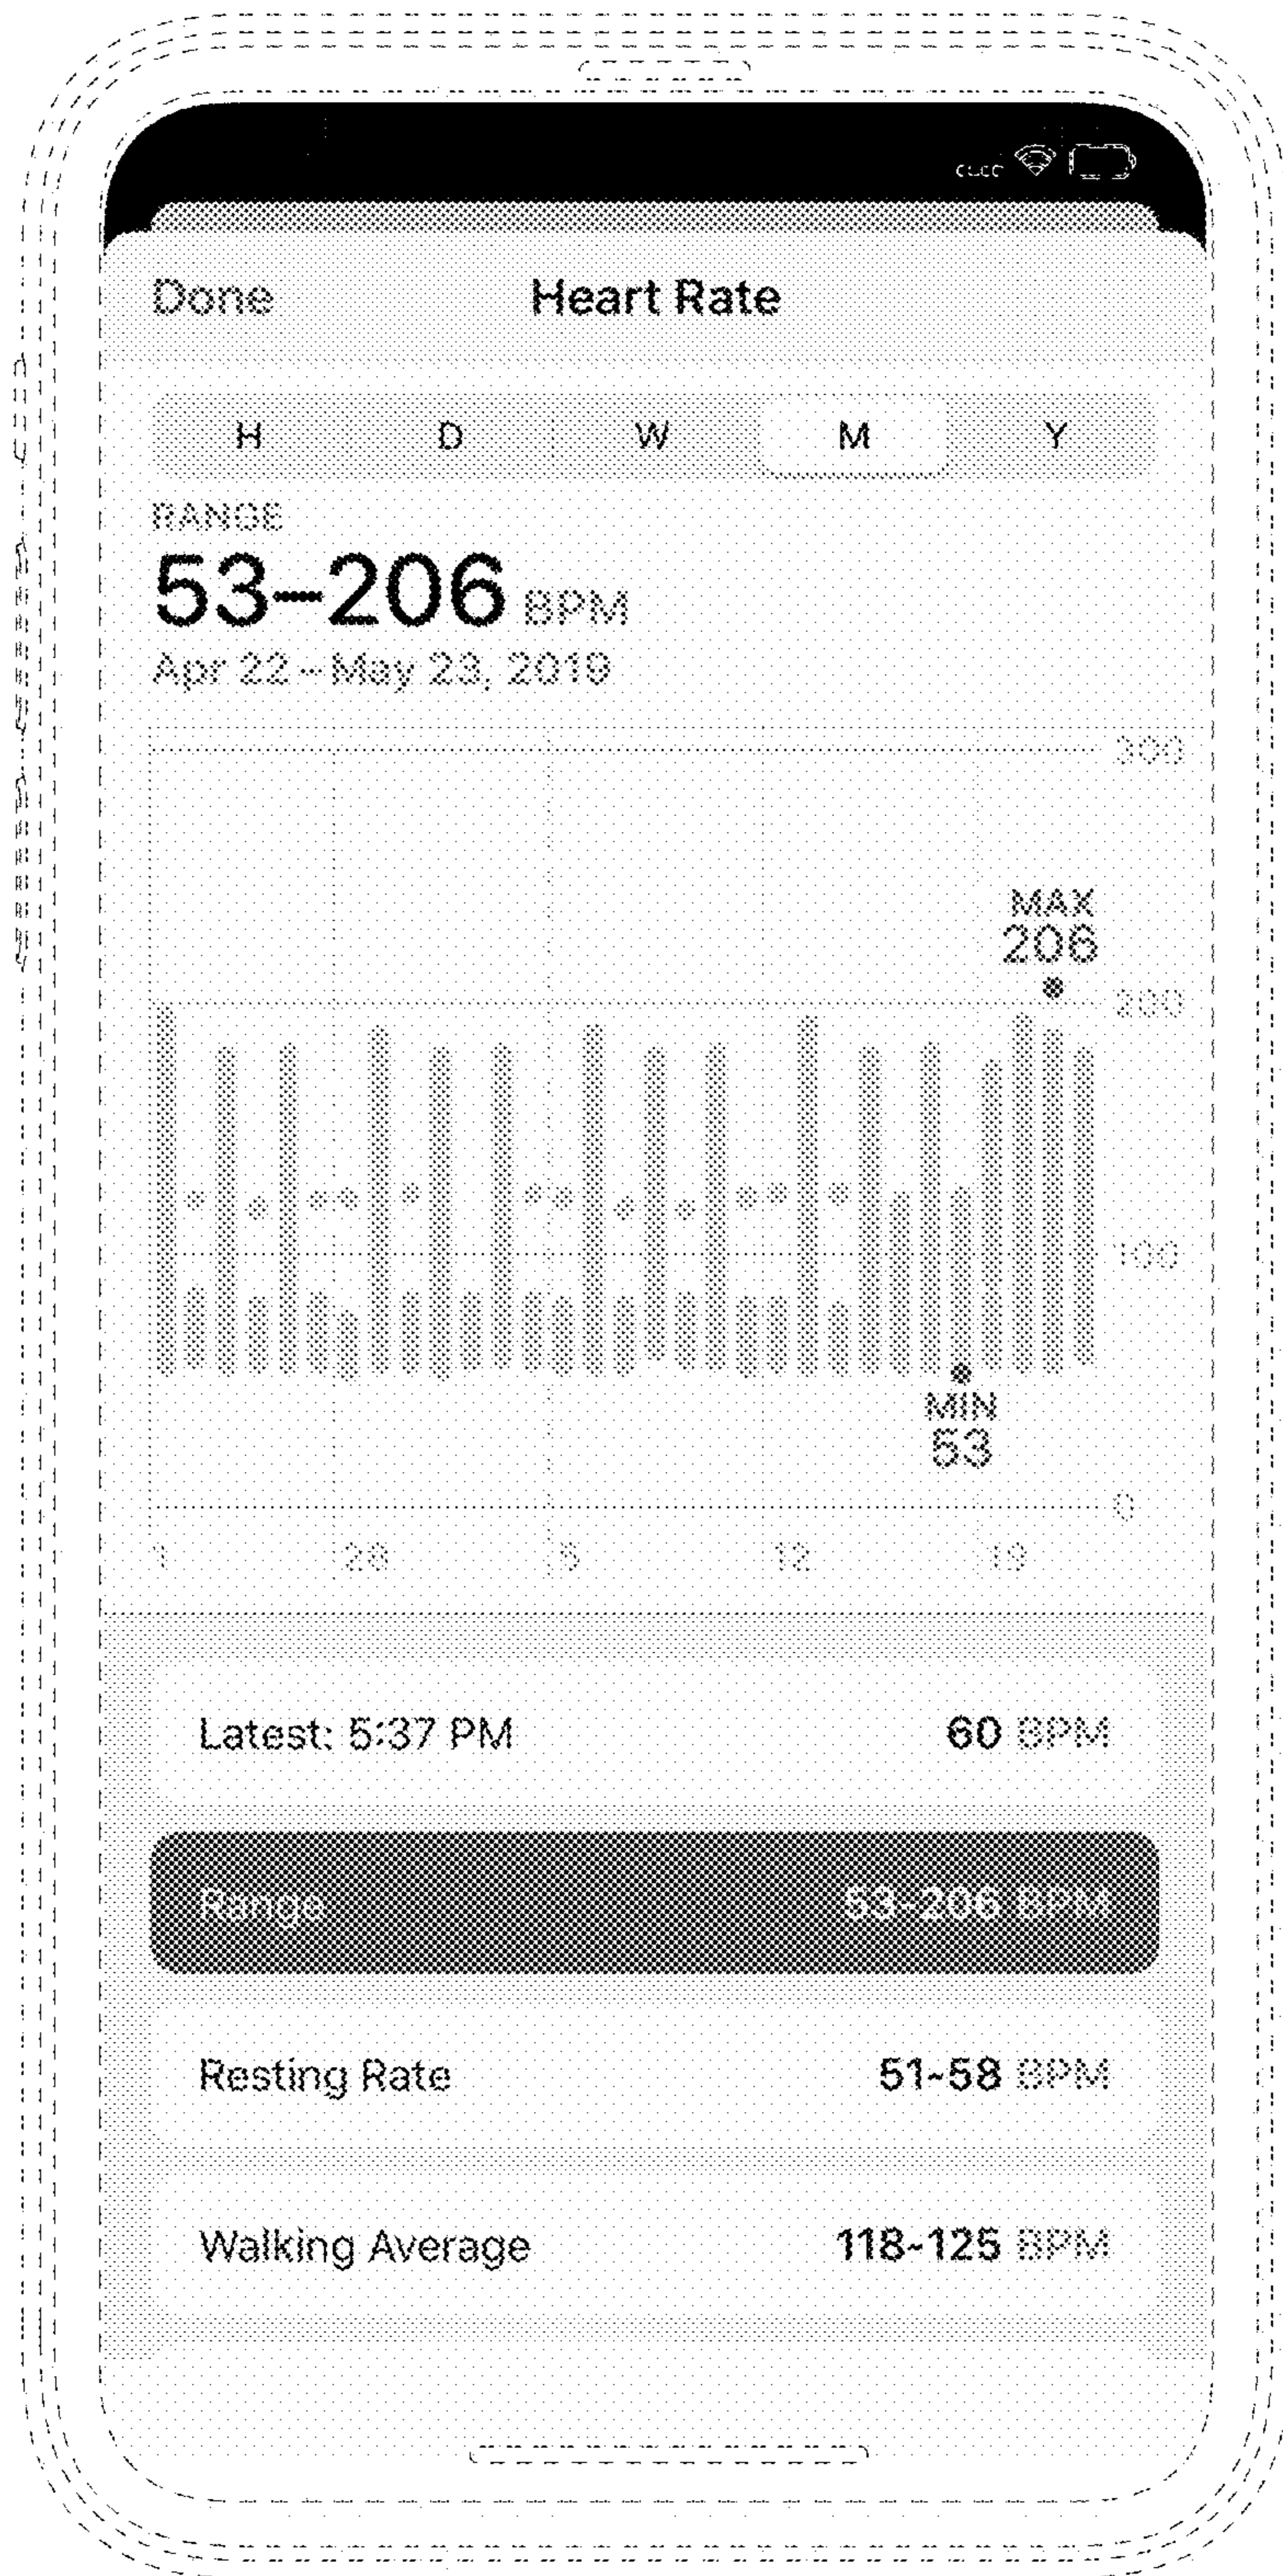 Done Heart Rate
H D W M Y
RANGE
53–206 BPM
Apr 22 – May 23, 2019
300
MAX
206
200
100
MIN
53
0
28 5 12 19
Latest: 5:37 PM 60 BPM
Range 53-206 BPM
Resting Rate 51-58 BPM
Walking Average 118-125 BPM